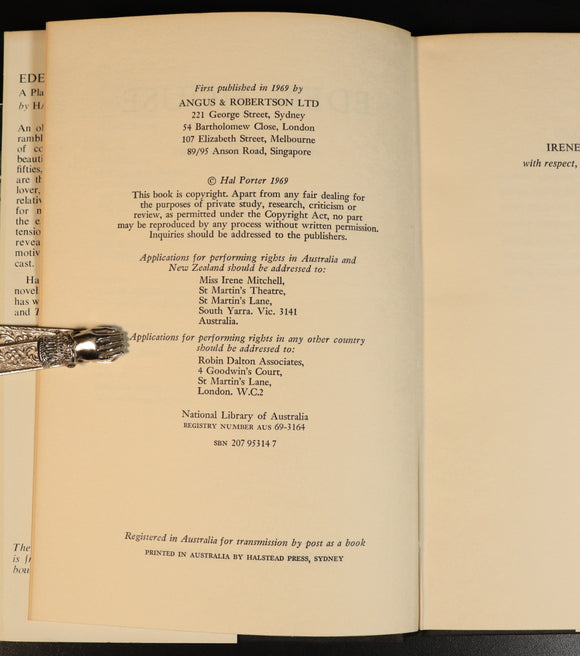 EDE
A Pla
by HA
An ol
rambl
of co
beauti
fifties,
are th
lover,
relativ
for n
the e
tensio
revea
motiv
cast.
Ha
novel
has w
and T
The
is fr
bou
First published in 1969 by
ANGUS & ROBERTSON LTD
221 George Street, Sydney
54 Bartholomew Close, London
107 Elizabeth Street, Melbourne
89/95 Anson Road, Singapore
© Hal Porter 1969
This book is copyright. Apart from any fair dealing for
the purposes of private study, research, criticism or
review, as permitted under the Copyright Act, no part
may be reproduced by any process without written permission.
Inquiries should be addressed to the publishers.
Applications for performing rights in Australia and
New Zealand should be addressed to:
Miss Irene Mitchell,
St Martin's Theatre,
St Martin's Lane,
South Yarra. Vic. 3141
Australia.
Applications for performing rights in any other country
should be addressed to:
Robin Dalton Associates,
4 Goodwin's Court,
St Martin's Lane,
London. W.C.2
National Library of Australia
REGISTRY NUMBER AUS 69-3164
SBN 207 95314 7
Registered in Australia for transmission by post as a book
PRINTED IN AUSTRALIA BY HALSTEAD PRESS, SYDNEY
IRENE
with respect,